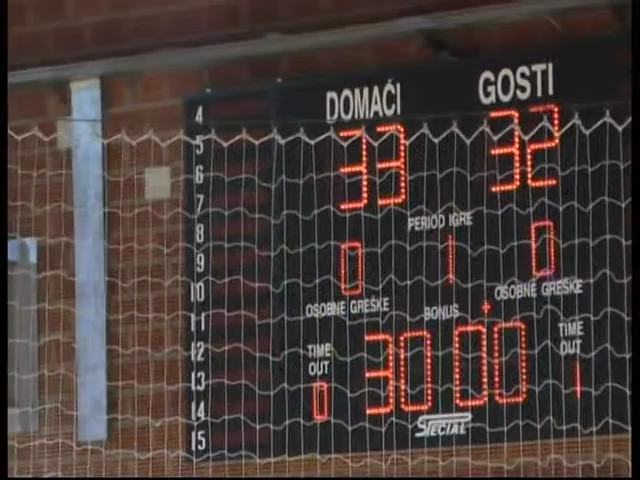 DOMAĆI GOSTI
33 32
4
5
6
7
8
9
10
11
12
13
14
15
PERIOD IGRE
0 1 0
OSOBNE GREŠKE BONUS OSOBNE GREŠKE
TIME OUT 30:00 TIME OUT
0 1
SPECIAL